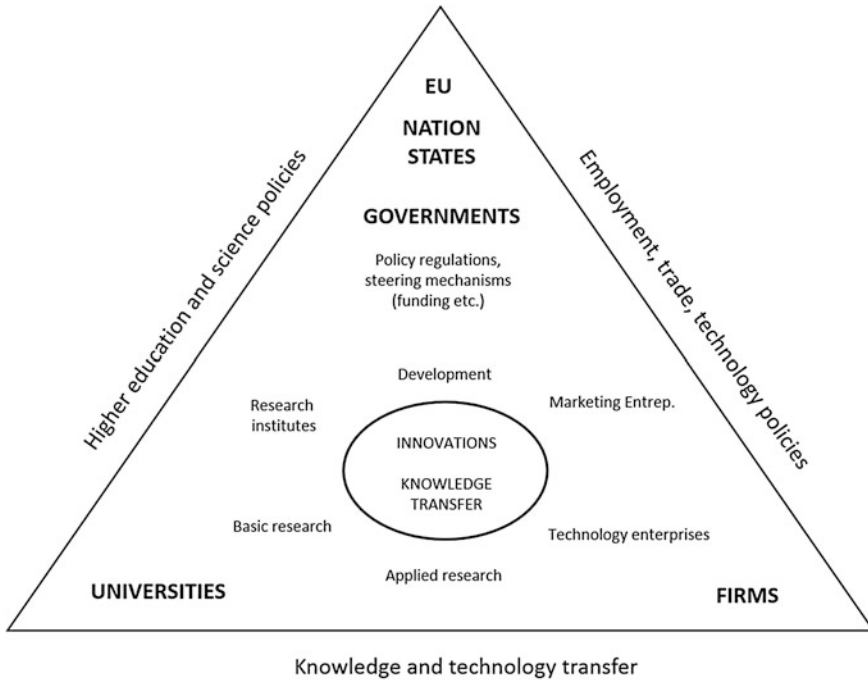 EU
NATION
STATES
GOVERNMENTS
Policy regulations,
steering mechanisms
(funding etc.)
Higher education and science policies
Employment, trade, technology policies
Development
Research
institutes
Marketing Entrep.
INNOVATIONS
KNOWLEDGE
TRANSFER
Basic research
Technology enterprises
Applied research
UNIVERSITIES
FIRMS
Knowledge and technology transfer